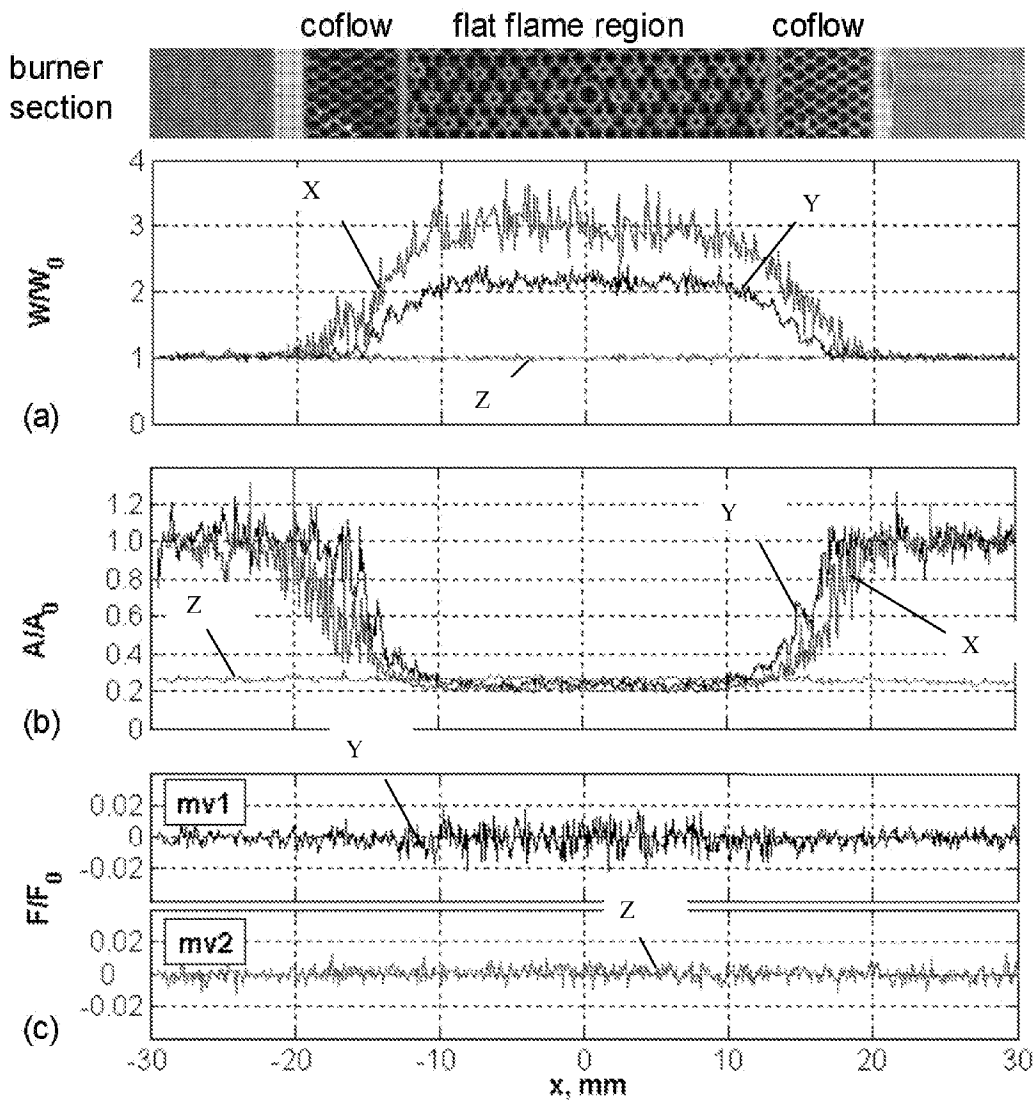 coflow flat flame region coflow
burner
section
4
X Y
3
W/W0
2
1
Z
(a) 0
1.2
Y
1.0
0.8
Z
A/A0
0.6
X
0.4
0.2
(b) 0
Y
mv1
0.02
0
-0.02
F/F0
Z
mv2
0.02
0
-0.02
(c)
-30 -20 -10 0 10 20 30
x, mm